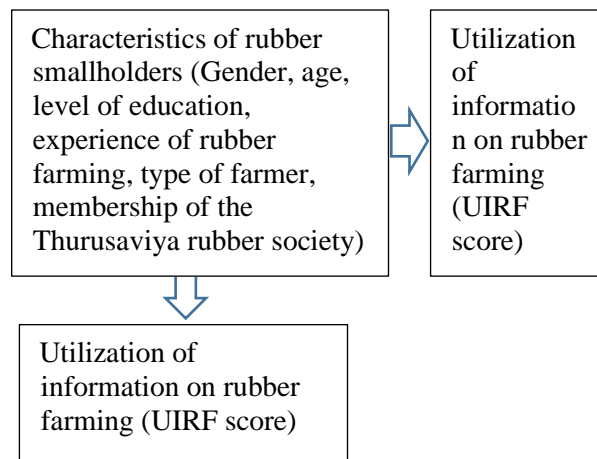 Characteristics of rubber
smallholders (Gender, age,
level of education,
experience of rubber
farming, type of farmer,
membership of the
Thurusaviya rubber society)
Utilization
of
informatio
n on rubber
farming
(UIRF
score)
Utilization of
information on rubber
farming (UIRF score)